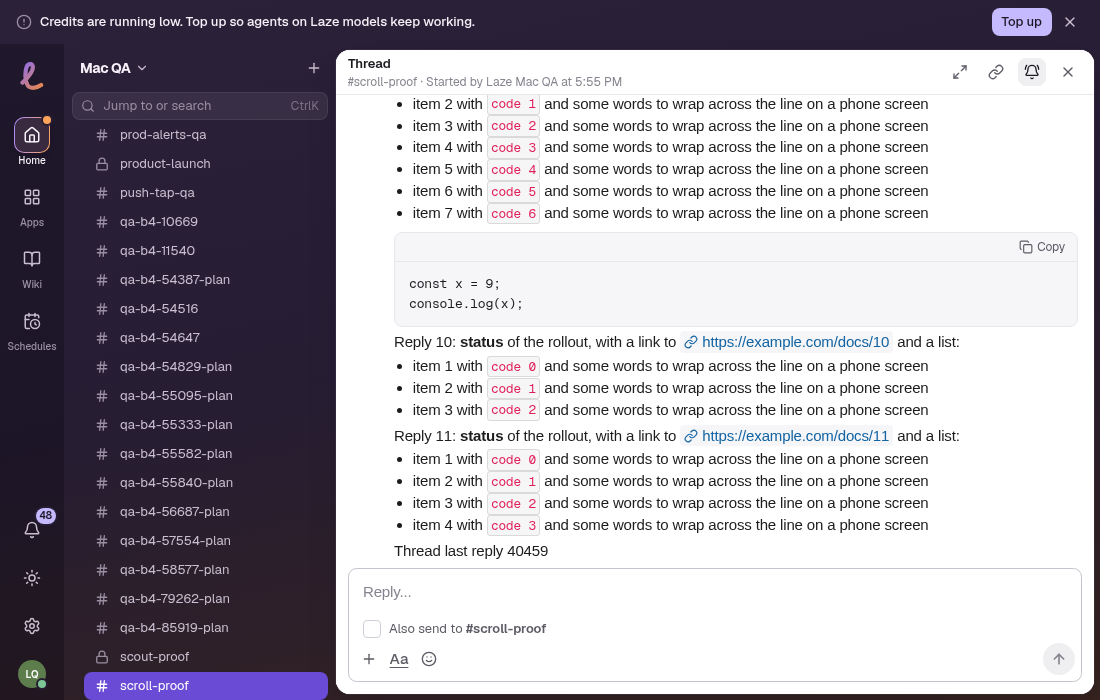 Credits are running low. Top up so agents on Laze models keep working.
Top up
Mac QA
Jump to or search
CtrlK
Home
Apps
Wiki
Schedules
48
LQ
prod-alerts-qa
product-launch
push-tap-qa
qa-b4-10669
qa-b4-11540
qa-b4-54387-plan
qa-b4-54516
qa-b4-54647
qa-b4-54829-plan
qa-b4-55095-plan
qa-b4-55333-plan
qa-b4-55582-plan
qa-b4-55840-plan
qa-b4-56687-plan
qa-b4-57554-plan
qa-b4-58577-plan
qa-b4-79262-plan
qa-b4-85919-plan
scout-proof
scroll-proof
Thread
#scroll-proof · Started by Laze Mac QA at 5:55 PM
• item 2 with code 1 and some words to wrap across the line on a phone screen
• item 3 with code 2 and some words to wrap across the line on a phone screen
• item 4 with code 3 and some words to wrap across the line on a phone screen
• item 5 with code 4 and some words to wrap across the line on a phone screen
• item 6 with code 5 and some words to wrap across the line on a phone screen
• item 7 with code 6 and some words to wrap across the line on a phone screen
Copy
const x = 9;
console.log(x);
Reply 10: status of the rollout, with a link to https://example.com/docs/10 and a list:
• item 1 with code 0 and some words to wrap across the line on a phone screen
• item 2 with code 1 and some words to wrap across the line on a phone screen
• item 3 with code 2 and some words to wrap across the line on a phone screen
Reply 11: status of the rollout, with a link to https://example.com/docs/11 and a list:
• item 1 with code 0 and some words to wrap across the line on a phone screen
• item 2 with code 1 and some words to wrap across the line on a phone screen
• item 3 with code 2 and some words to wrap across the line on a phone screen
• item 4 with code 3 and some words to wrap across the line on a phone screen
Thread last reply 40459
Reply...
Also send to #scroll-proof
Aa